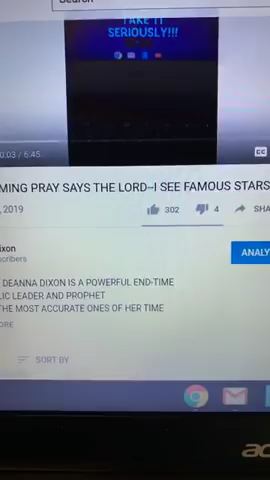 Search
TAKE IT
SERIOUSLY!!!
0:03 / 6:45
CC
MING PRAY SAYS THE LORD--I SEE FAMOUS STARS
, 2019
302
4
SHA
ixon
scribers
ANALY
DEANNA DIXON IS A POWERFUL END-TIME
LIC LEADER AND PROPHET
THE MOST ACCURATE ONES OF HER TIME
ORE
SORT BY
acer